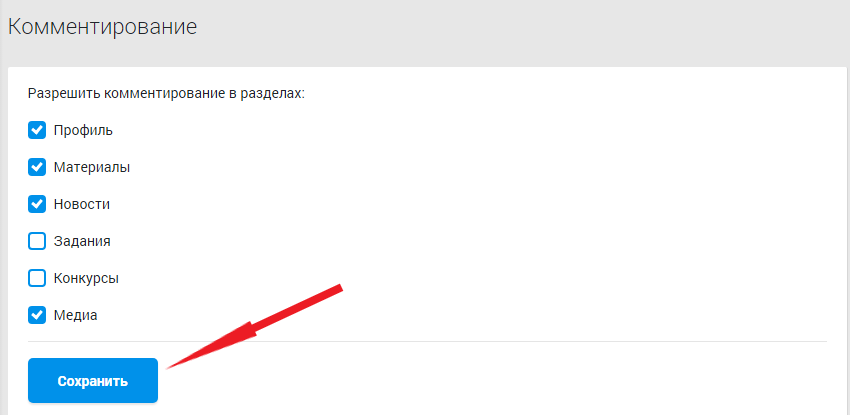 Комментирование
Разрешить комментирование в разделах:
Профиль
Материалы
Новости
Задания
Конкурсы
Медиа
Сохранить